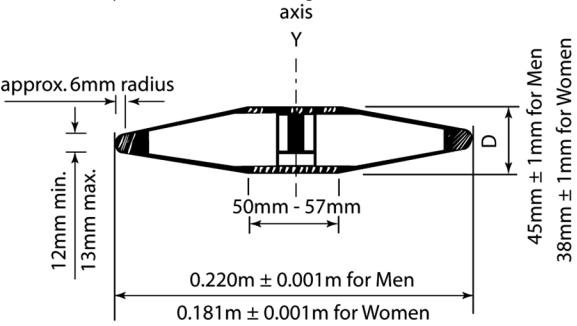 axis
Y
approx. 6mm radius
12mm min.
13mm max.
50mm - 57mm
D
45mm ± 1mm for Men
38mm ± 1mm for Women
0.220m ± 0.001m for Men
0.181m ± 0.001m for Women